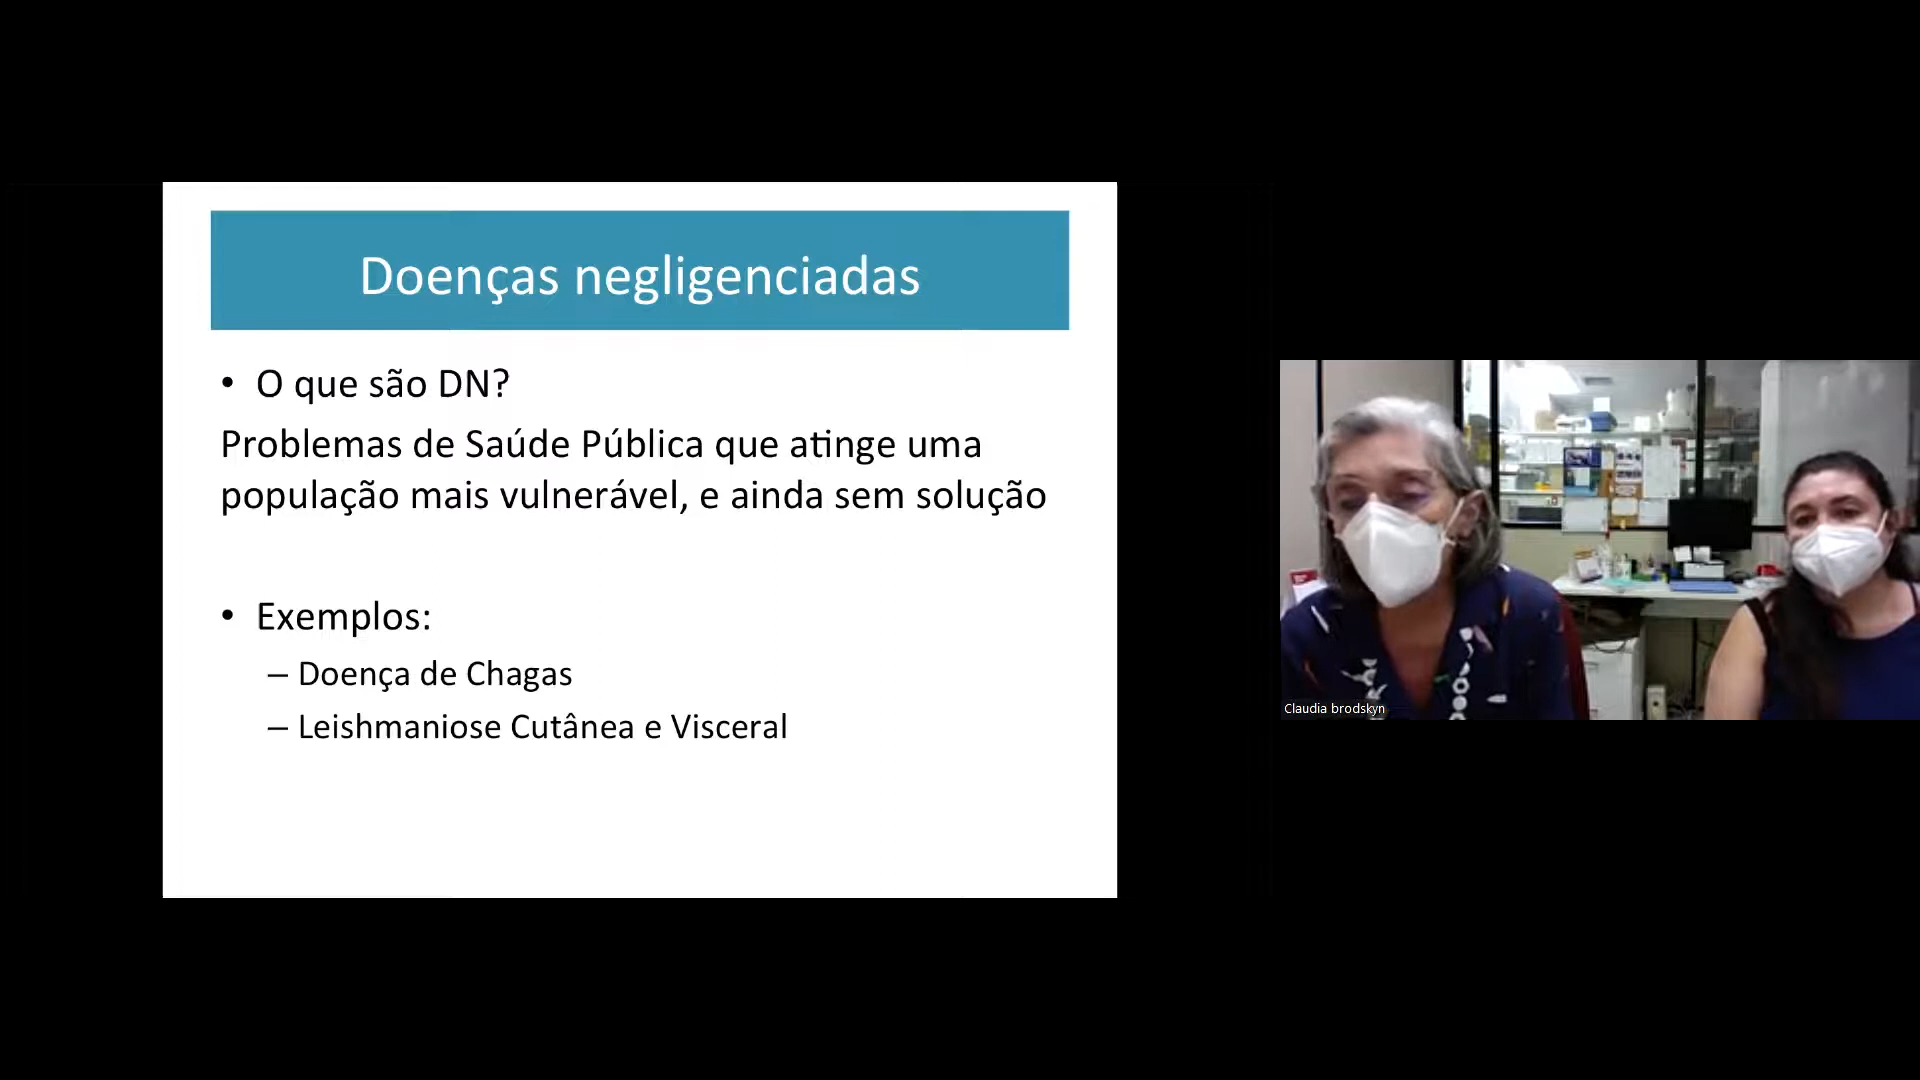 Doenças negligenciadas
• O que são DN?
Problemas de Saúde Pública que atinge uma
população mais vulnerável, e ainda sem solução
• Exemplos:
– Doença de Chagas
– Leishmaniose Cutânea e Visceral
Claudia brodskyn